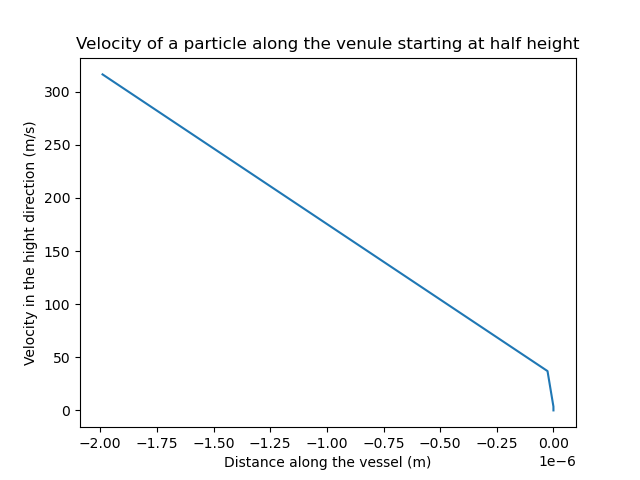 Velocity of a particle along the venule starting at half height
Velocity in the hight direction (m/s)
300
250
200
150
100
50
0
−2.00 −1.75 −1.50 −1.25 −1.00 −0.75 −0.50 −0.25 0.00
1e−6
Distance along the vessel (m)